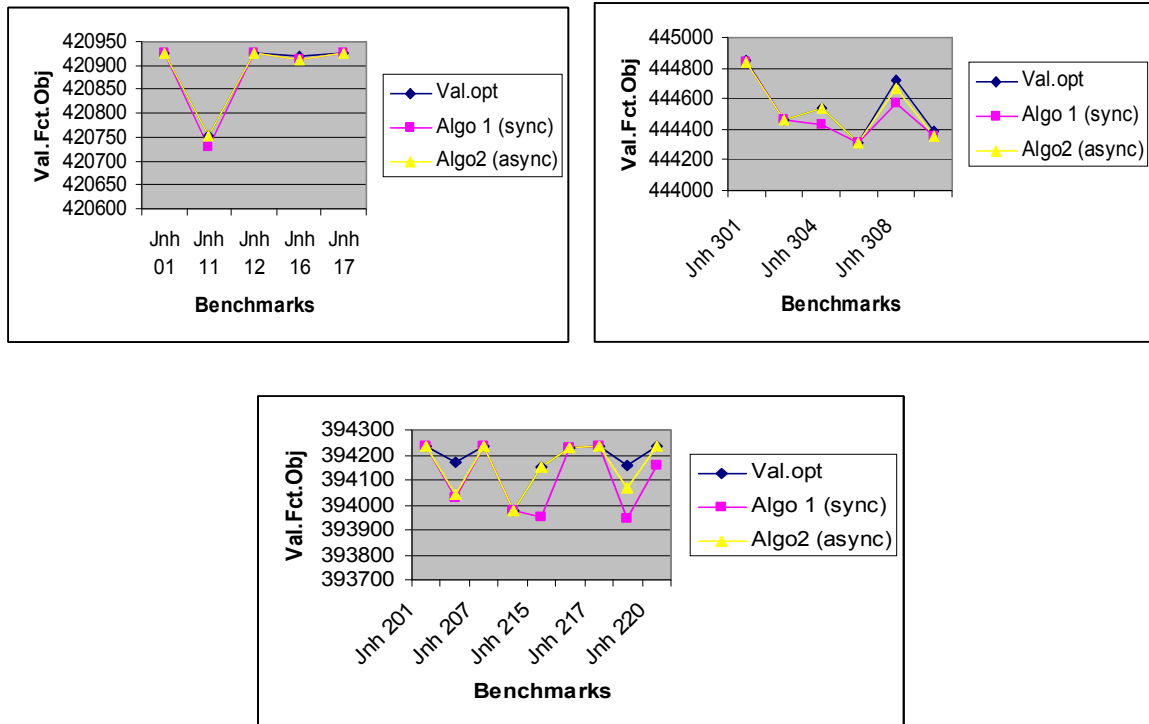 Val.Fct.Obj
420950
420900
420850
420800
420750
420700
420650
420600
Jnh 01
Jnh 11
Jnh 12
Jnh 16
Jnh 17
Benchmarks
Val.opt
Algo 1 (sync)
Algo2 (async)
Val.Fct.Obj
445000
444800
444600
444400
444200
444000
Jnh 301
Jnh 304
Jnh 308
Benchmarks
Val.opt
Algo 1 (sync)
Algo2 (async)
Val.Fct.Obj
394300
394200
394100
394000
393900
393800
393700
Jnh 201
Jnh 207
Jnh 215
Jnh 217
Jnh 220
Benchmarks
Val.opt
Algo 1 (sync)
Algo2 (async)